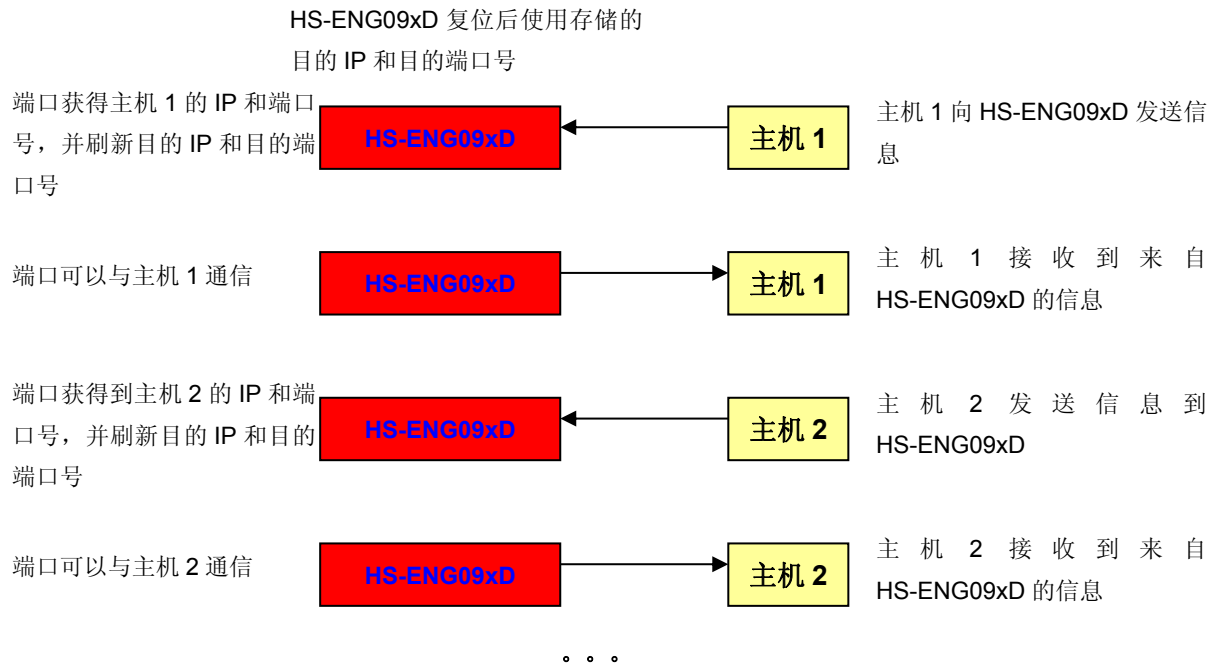 HS-ENG09xD 复位后使用存储的
目的 IP 和目的端口号
端口获得主机 1 的 IP 和端口
号，并刷新目的 IP 和目的端
口号
HS-ENG09xD
主机 1
主机 1 向 HS-ENG09xD 发送信
息
端口可以与主机 1 通信
HS-ENG09xD
主机 1
主 机 1 接 收 到 来 自
HS-ENG09xD 的信息
端口获得到主机 2 的 IP 和端
口号，并刷新目的 IP 和目的
端口号
HS-ENG09xD
主机 2
主 机 2 发 送 信 息 到
HS-ENG09xD
端口可以与主机 2 通信
HS-ENG09xD
主机 2
主 机 2 接 收 到 来 自
HS-ENG09xD 的信息
。。。